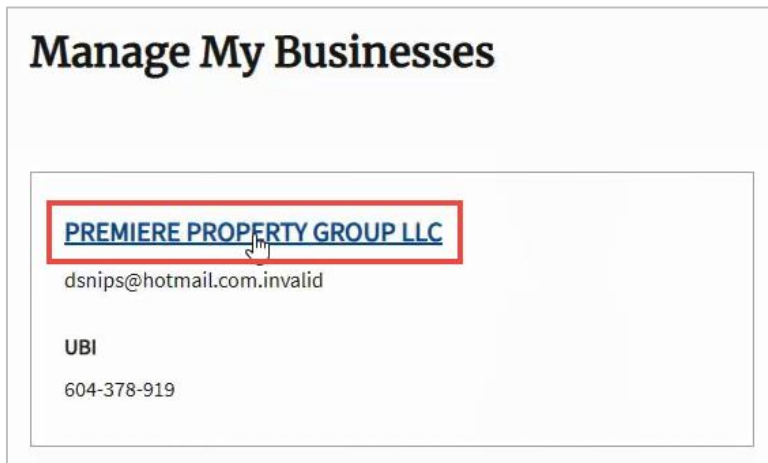 Manage My Businesses
PREMIERE PROPERTY GROUP LLC
dsnips@hotmail.com.invalid
UBI
604-378-919